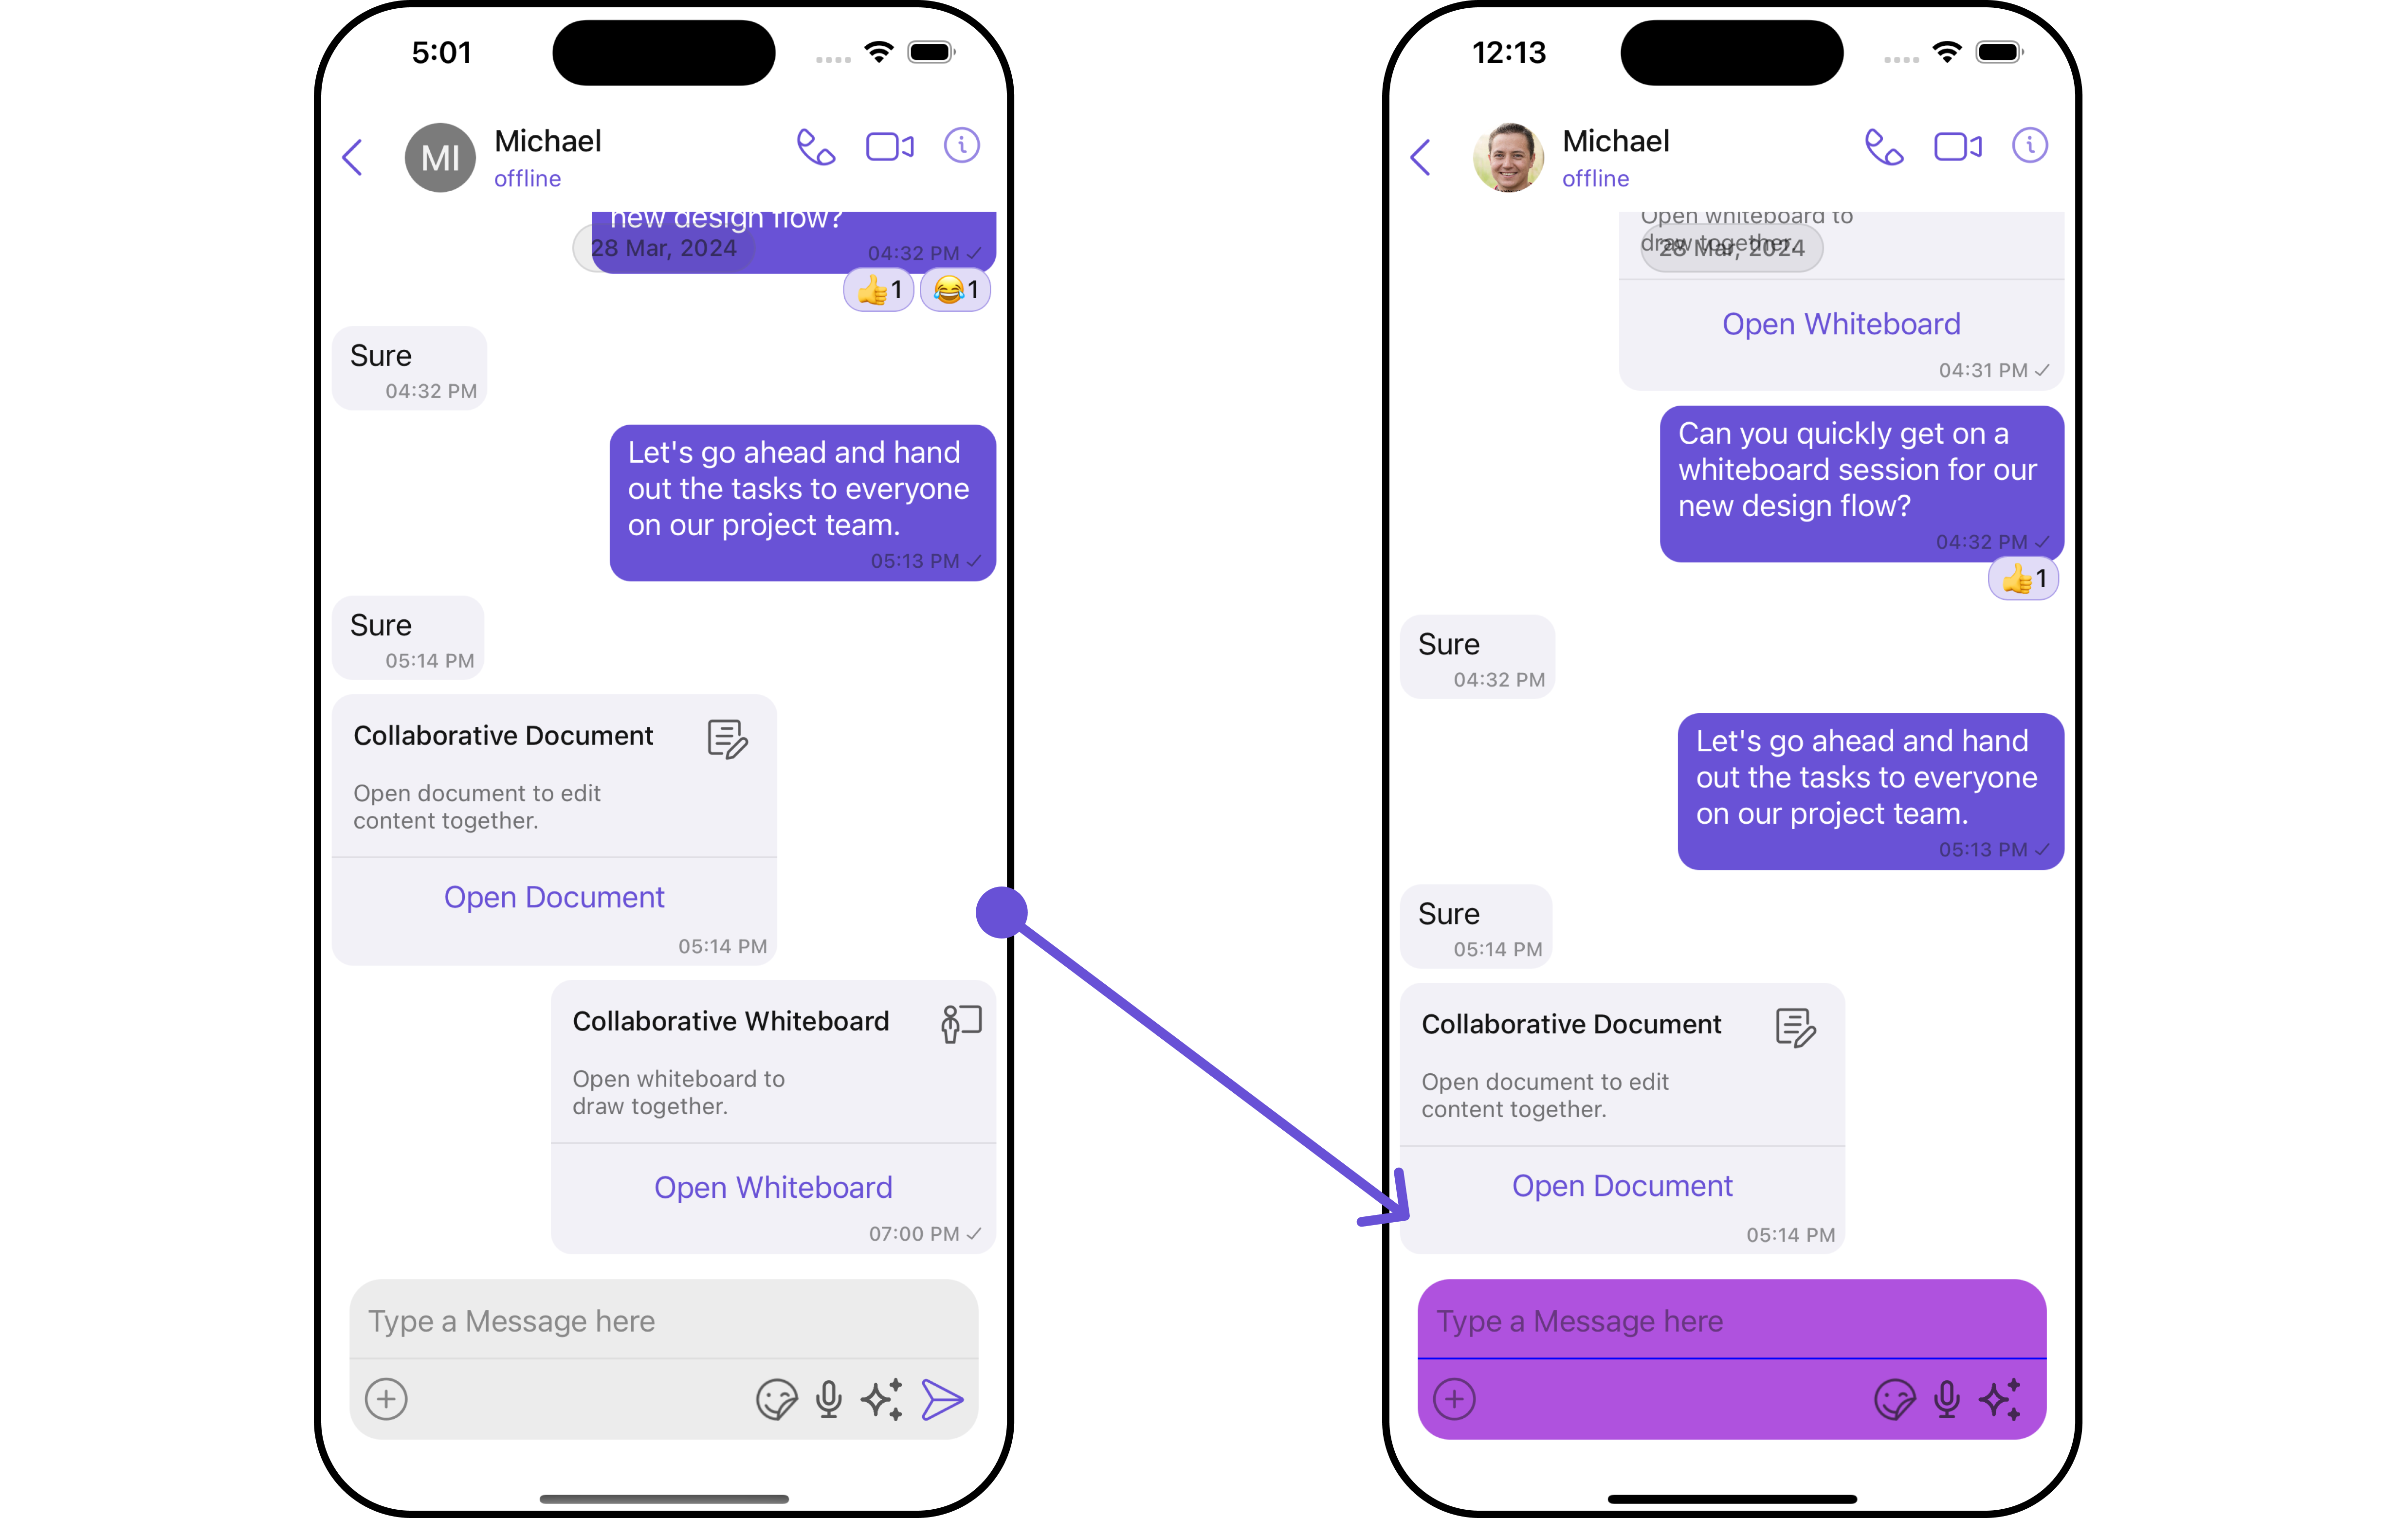 5:01
MI
Michael
offline
new design flow?
28 Mar, 2024
04:32 PM
👍1 😂1
Sure
04:32 PM
Let's go ahead and hand
out the tasks to everyone
on our project team.
05:13 PM
Sure
05:14 PM
Collaborative Document
Open document to edit
content together.
Open Document
05:14 PM
Collaborative Whiteboard
Open whiteboard to
draw together.
Open Whiteboard
07:00 PM
Type a Message here
12:13
Michael
offline
Open whiteboard to
draw together.
28 Mar, 2024
Open Whiteboard
04:31 PM
Can you quickly get on a
whiteboard session for our
new design flow?
04:32 PM
👍1
Sure
04:32 PM
Let's go ahead and hand
out the tasks to everyone
on our project team.
05:13 PM
Sure
05:14 PM
Collaborative Document
Open document to edit
content together.
Open Document
05:14 PM
Type a Message here